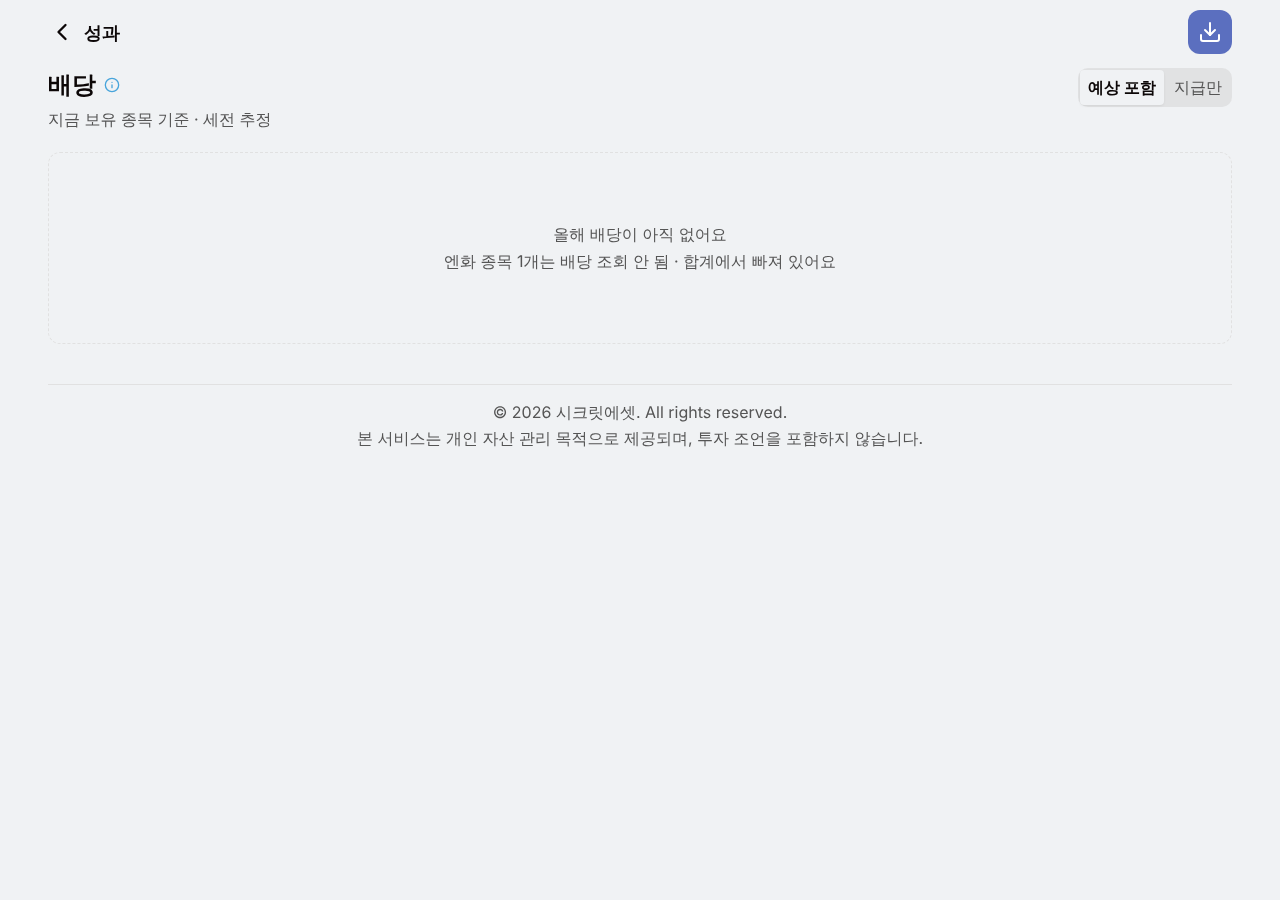 성과
배당
예상 포함 지급만
지금 보유 종목 기준 · 세전 추정
올해 배당이 아직 없어요
엔화 종목 1개는 배당 조회 안 됨 · 합계에서 빠져 있어요
© 2026 시크릿에셋. All rights reserved.
본 서비스는 개인 자산 관리 목적으로 제공되며, 투자 조언을 포함하지 않습니다.